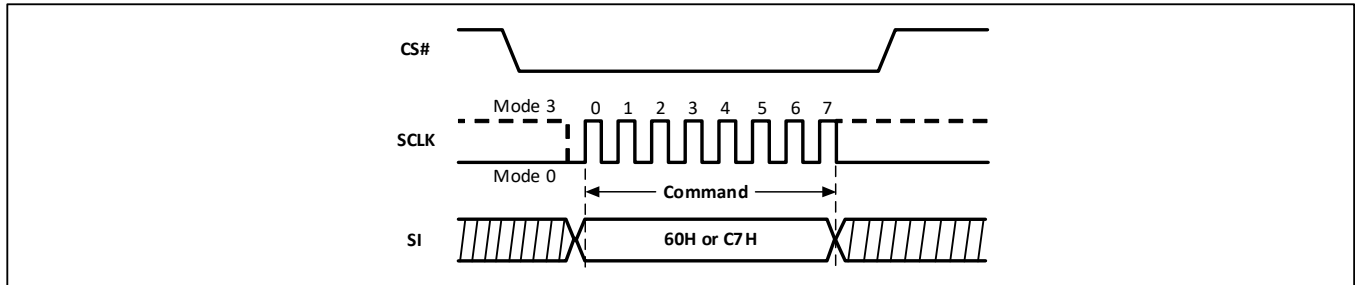 CS#
Mode 3 0 1 2 3 4 5 6 7
SCLK
Mode 0
Command
SI 60H or C7H